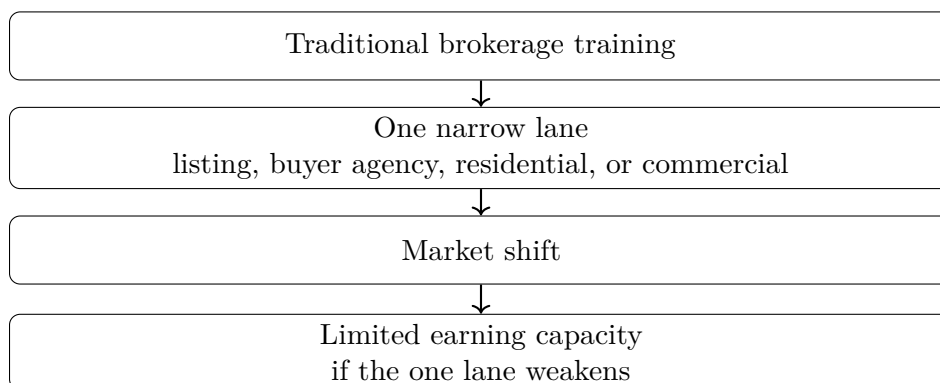 Traditional brokerage training
One narrow lane
listing, buyer agency, residential, or commercial
Market shift
Limited earning capacity
if the one lane weakens